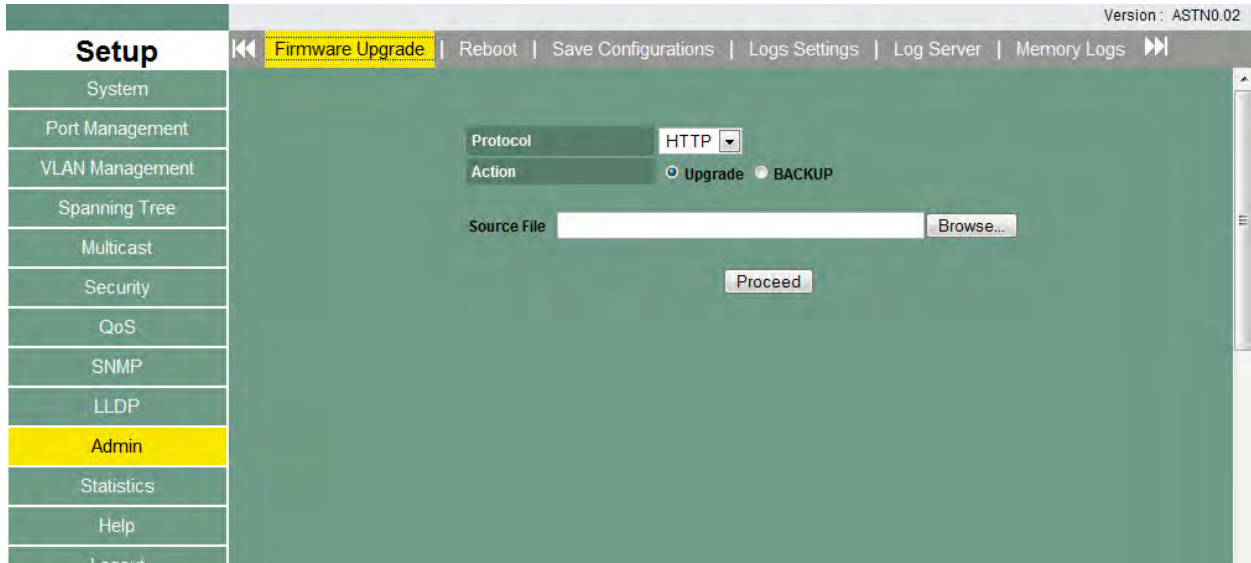 Version : ASTN0.02
Setup
Firmware Upgrade | Reboot | Save Configurations | Logs Settings | Log Server | Memory Logs
System
Port Management
VLAN Management
Spanning Tree
Multicast
Security
QoS
SNMP
LLDP
Admin
Statistics
Help
Protocol HTTP
Action Upgrade BACKUP
Source File Browse...
Proceed